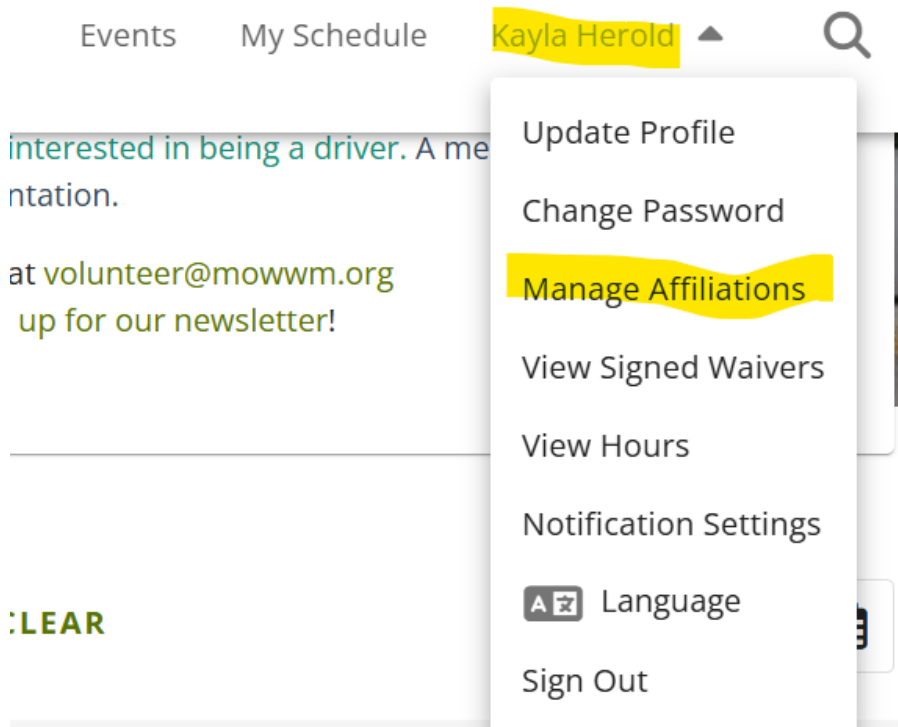 Events My Schedule Kayla Herold
Update Profile
Change Password
Manage Affiliations
View Signed Waivers
View Hours
Notification Settings
Language
Sign Out
interested in being a driver. A me
ntation.
at volunteer@mowwm.org
up for our newsletter!
CLEAR